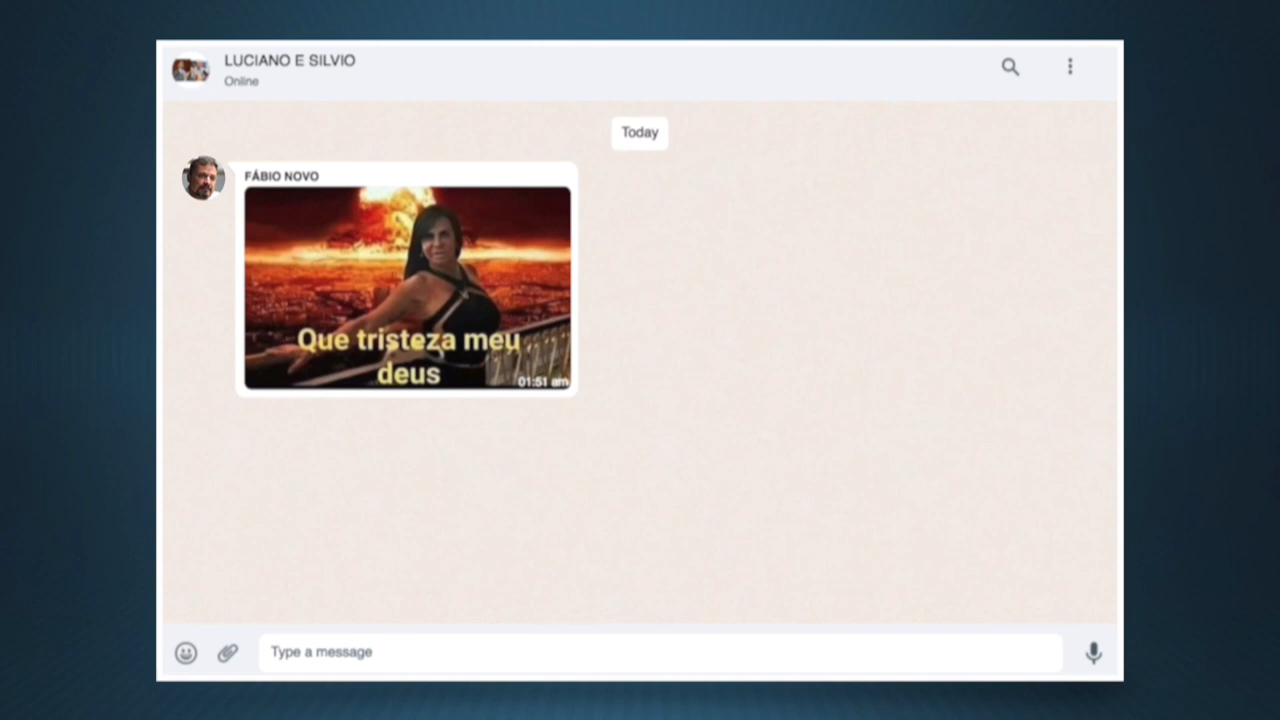 LUCIANO E SILVIO
Online
Today
FÁBIO NOVO
Que tristeza meu
deus
01:51 am
Type a message